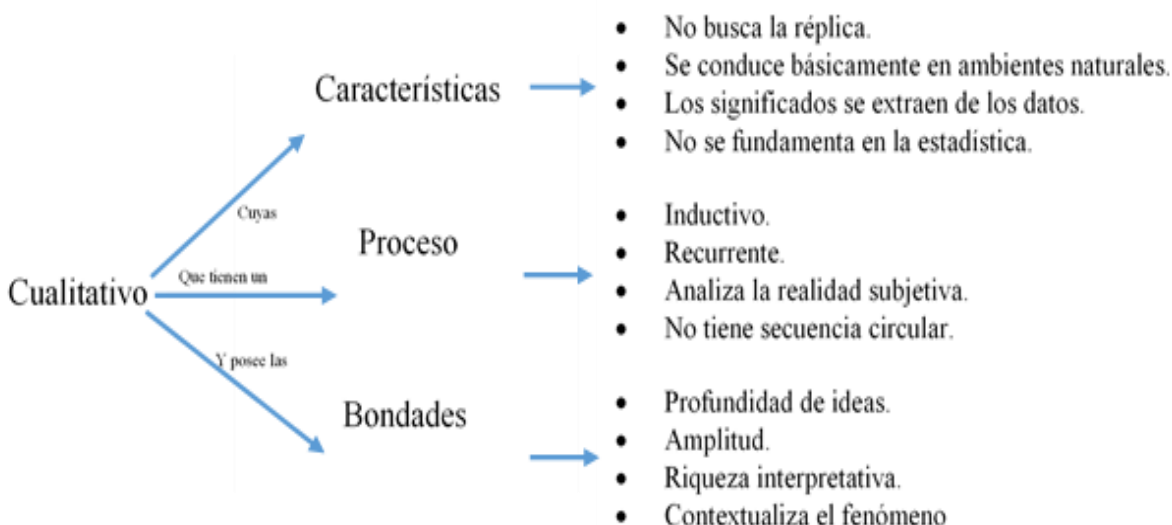 Cualitativo
Cuyas
Características
No busca la réplica.
Se conduce básicamente en ambientes naturales.
Los significados se extraen de los datos.
No se fundamenta en la estadística.
Que tienen un
Proceso
Inductivo.
Recurrente.
Analiza la realidad subjetiva.
No tiene secuencia circular.
Y posee las
Bondades
Profundidad de ideas.
Amplitud.
Riqueza interpretativa.
Contextualiza el fenómeno